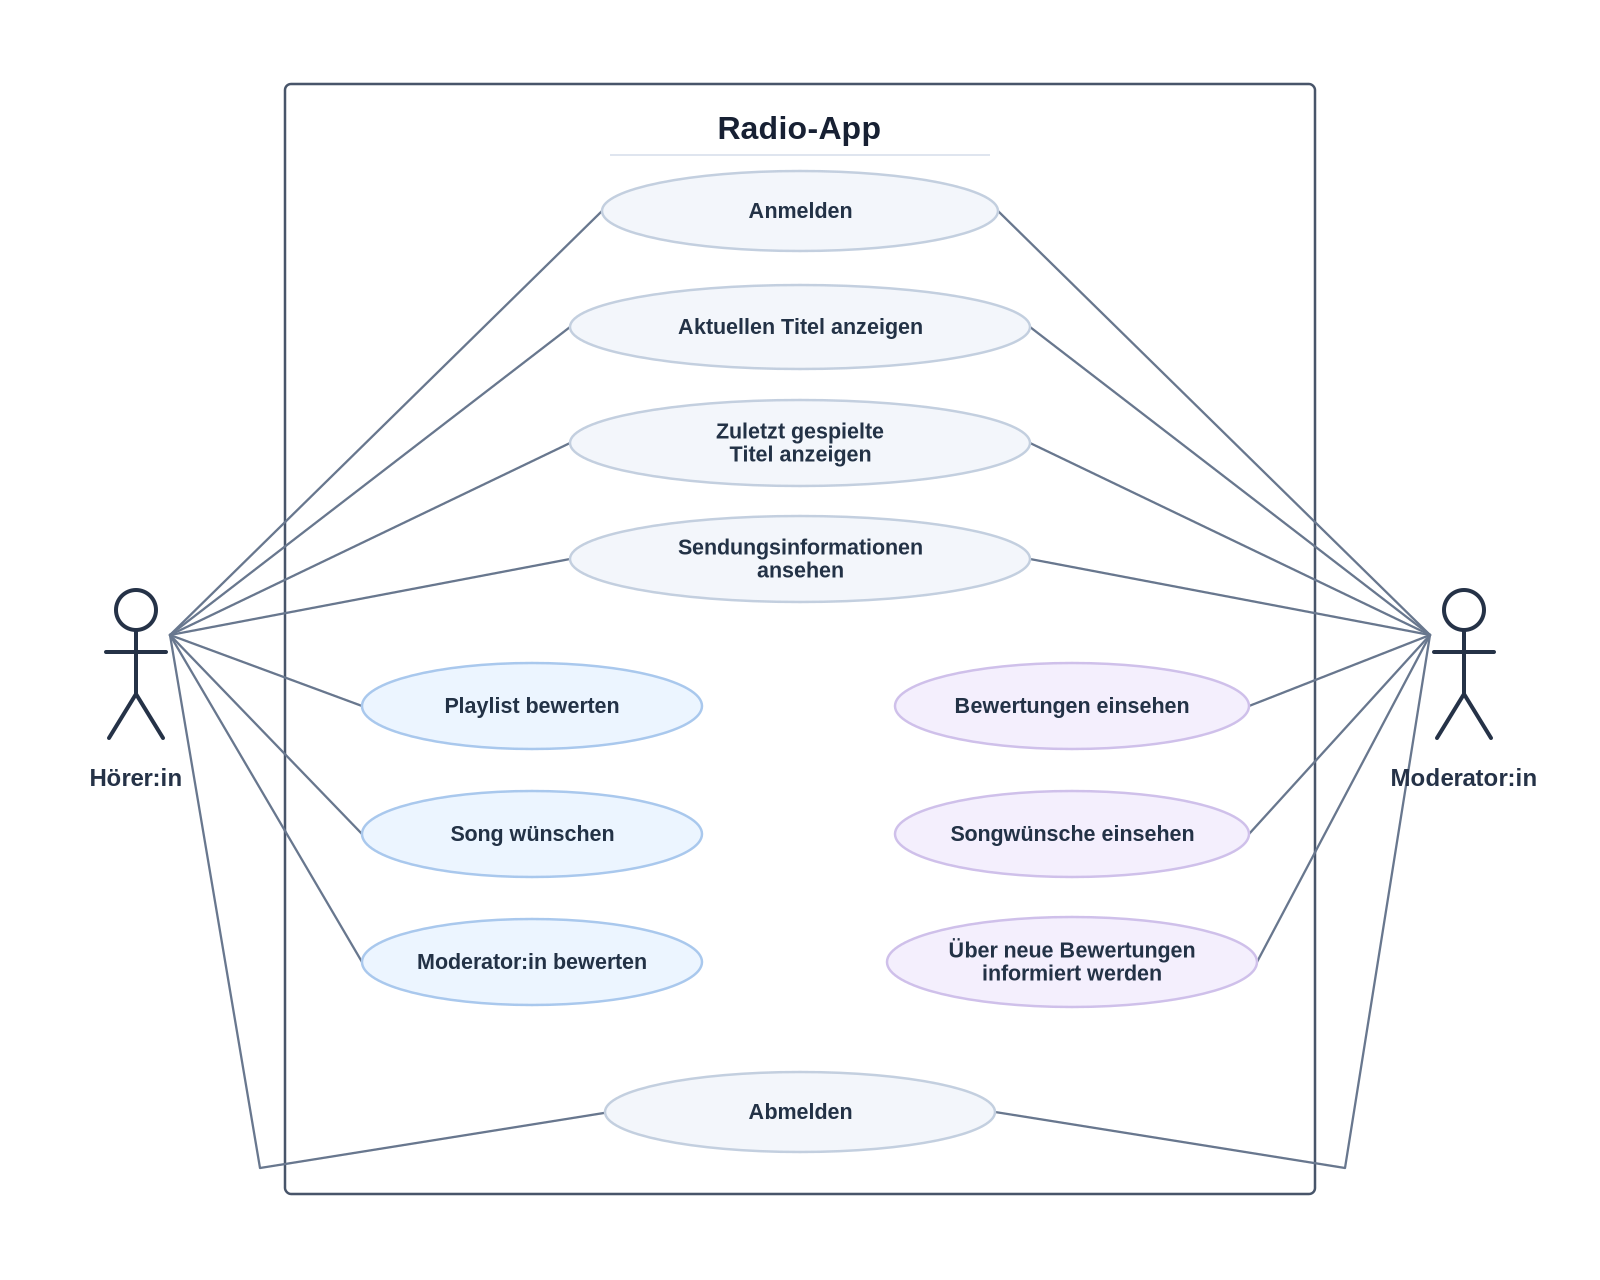 Radio-App
Anmelden
Aktuellen Titel anzeigen
Zuletzt gespielte
Titel anzeigen
Sendungsinformationen
ansehen
Hörer:in
Moderator:in
Playlist bewerten
Bewertungen einsehen
Song wünschen
Songwünsche einsehen
Moderator:in bewerten
Über neue Bewertungen
informiert werden
Abmelden